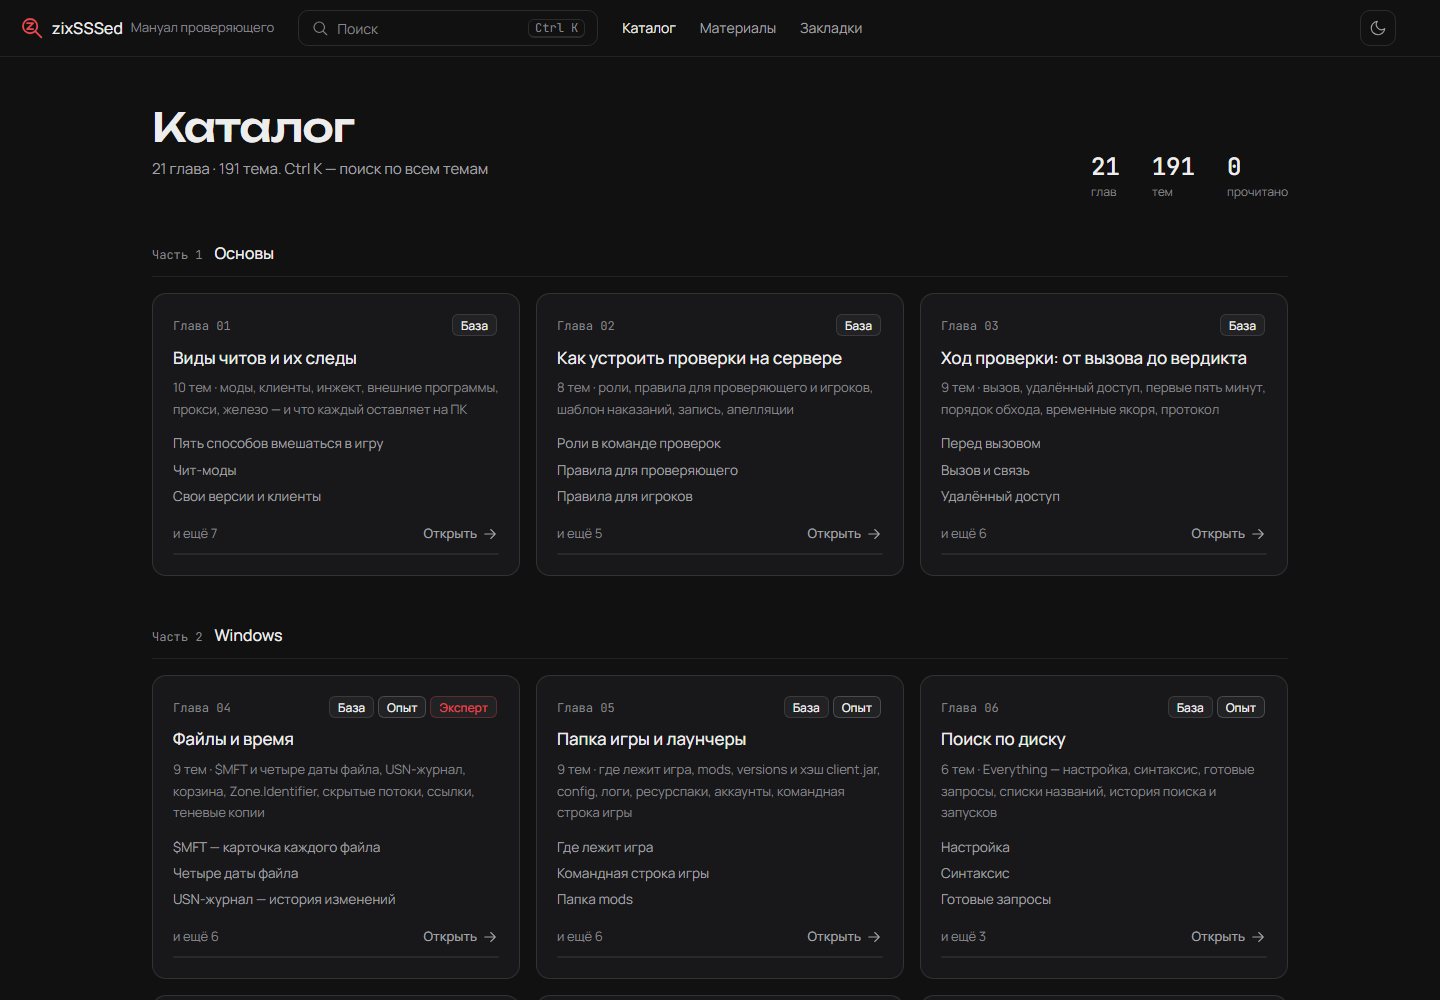 zixSSSed Мануал проверяющего Поиск Ctrl K Каталог Материалы Закладки
Каталог
21 глава · 191 тема. Ctrl K — поиск по всем темам
21 191 0
глав тем прочитано
Часть 1 Основы
Глава 01 База
Виды читов и их следы
10 тем · моды, клиенты, инжект, внешние программы,
прокси, железо — и что каждый оставляет на ПК
Пять способов вмешаться в игру
Чит-моды
Свои версии и клиенты
и ещё 7 Открыть →
Глава 02 База
Как устроить проверки на сервере
8 тем · роли, правила для проверяющего и игроков,
шаблон наказаний, запись, апелляции
Роли в команде проверок
Правила для проверяющего
Правила для игроков
и ещё 5 Открыть →
Глава 03 База
Ход проверки: от вызова до вердикта
9 тем · вызов, удалённый доступ, первые пять минут,
порядок обхода, временные якоря, протокол
Перед вызовом
Вызов и связь
Удалённый доступ
и ещё 6 Открыть →
Часть 2 Windows
Глава 04 База Опыт Эксперт
Файлы и время
9 тем · $MFT и четыре даты файла, USN-журнал,
корзина, Zone.Identifier, скрытые потоки, ссылки,
теневые копии
$MFT — карточка каждого файла
Четыре даты файла
USN-журнал — история изменений
и ещё 6 Открыть →
Глава 05 База Опыт
Папка игры и лаунчеры
9 тем · где лежит игра, mods, versions и хэш client.jar,
config, логи, ресурспаки, аккаунты, командная
строка игры
Где лежит игра
Командная строка игры
Папка mods
и ещё 6 Открыть →
Глава 06 База Опыт
Поиск по диску
6 тем · Everything — настройка, синтаксис, готовые
запросы, списки названий, история поиска и
запусков
Настройка
Синтаксис
Готовые запросы
и ещё 3 Открыть →